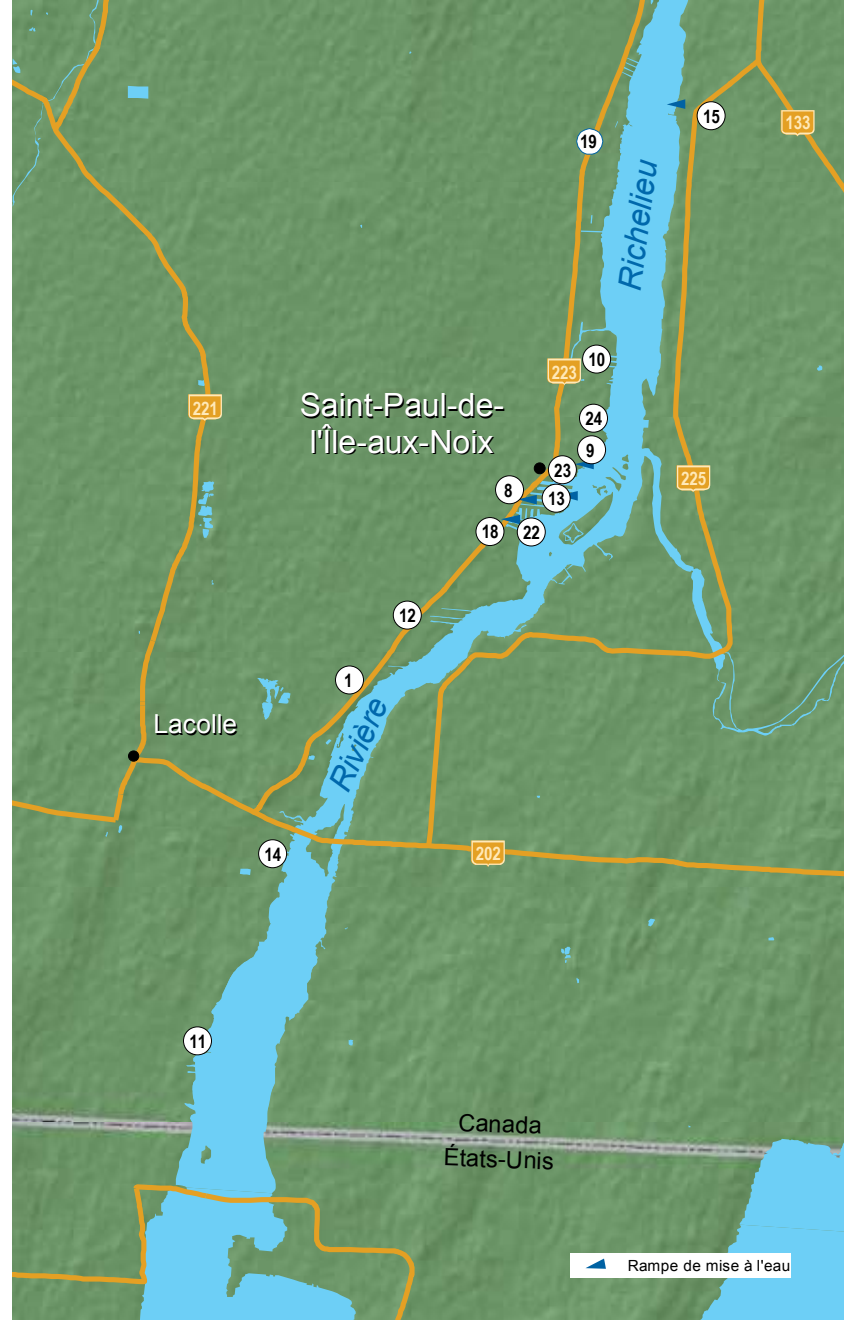 15
133
19
Richelieu
10
223
221
Saint-Paul-de-
l'Île-aux-Noix
24
9
23
225
8
13
18
22
12
1
Lacolle
Rivière
14
202
11
Canada
États-Unis
Rampe de mise à l'eau